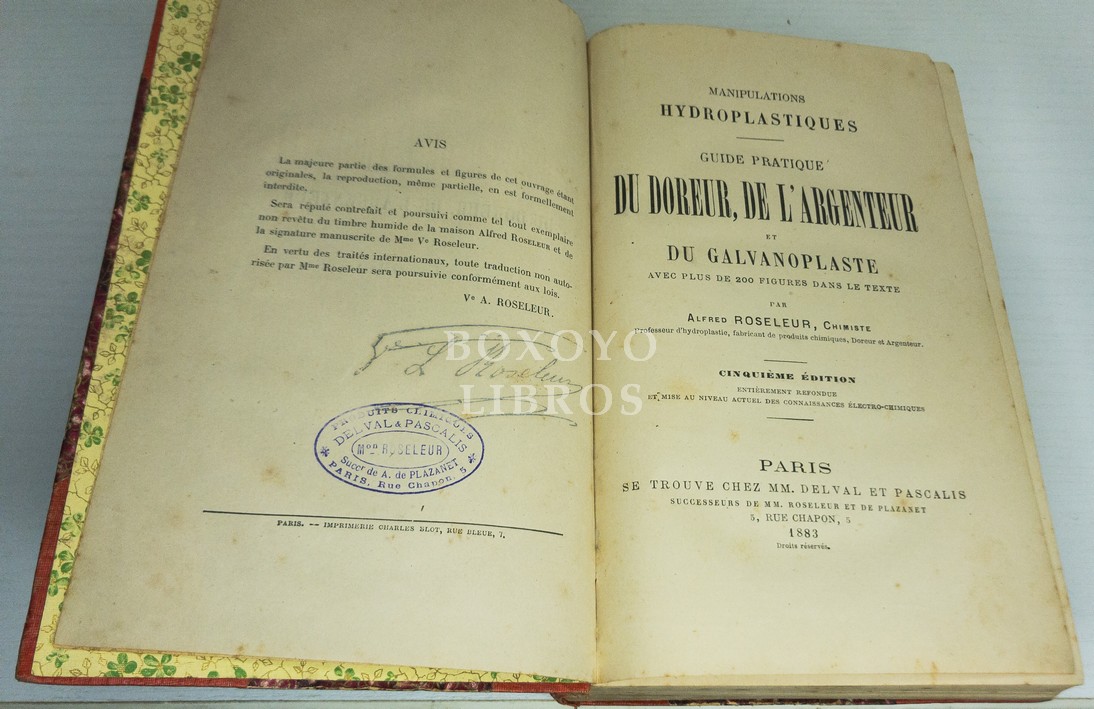 AVIS
La majeure partie des formules et figures de cet ouvrage étant
originales, la reproduction, même partielle, en est formellement
interdite.
Sera réputé contrefait et poursuivi comme tel tout exemplaire
non revêtu du timbre humide de la maison Alfred ROSELEUR et de
la signature manuscrite de Mme Ve Roseleur.
En vertu des traités internationaux, toute traduction non auto-
risée par Mme Roseleur sera poursuivie conformément aux lois.
Ve A. ROSELEUR.
Ve L Roseleur
PRODUITS CHIMIQUES
DELVAL & PASCALIS
Mon ROSELEUR
Succr de A. de PLAZANET
PARIS, Rue Chapon, 5
PARIS. — IMPRIMERIE CHARLES BLOT, RUE BLEUE, 7.
MANIPULATIONS
HYDROPLASTIQUES
GUIDE PRATIQUE
DU DOREUR, DE L'ARGENTEUR
ET
DU GALVANOPLASTE
AVEC PLUS DE 200 FIGURES DANS LE TEXTE
PAR
ALFRED ROSELEUR, CHIMISTE
Professeur d'hydroplastie, fabricant de produits chimiques, Doreur et Argenteur.
CINQUIÈME ÉDITION
ENTIÈREMENT REFONDUE
ET MISE AU NIVEAU ACTUEL DES CONNAISSANCES ÉLECTRO-CHIMIQUES
PARIS
SE TROUVE CHEZ MM. DELVAL ET PASCALIS
SUCCESSEURS DE MM. ROSELEUR ET DE PLAZANET
5, RUE CHAPON, 5
1883
Droits réservés.
BOXOYO
LIBROS